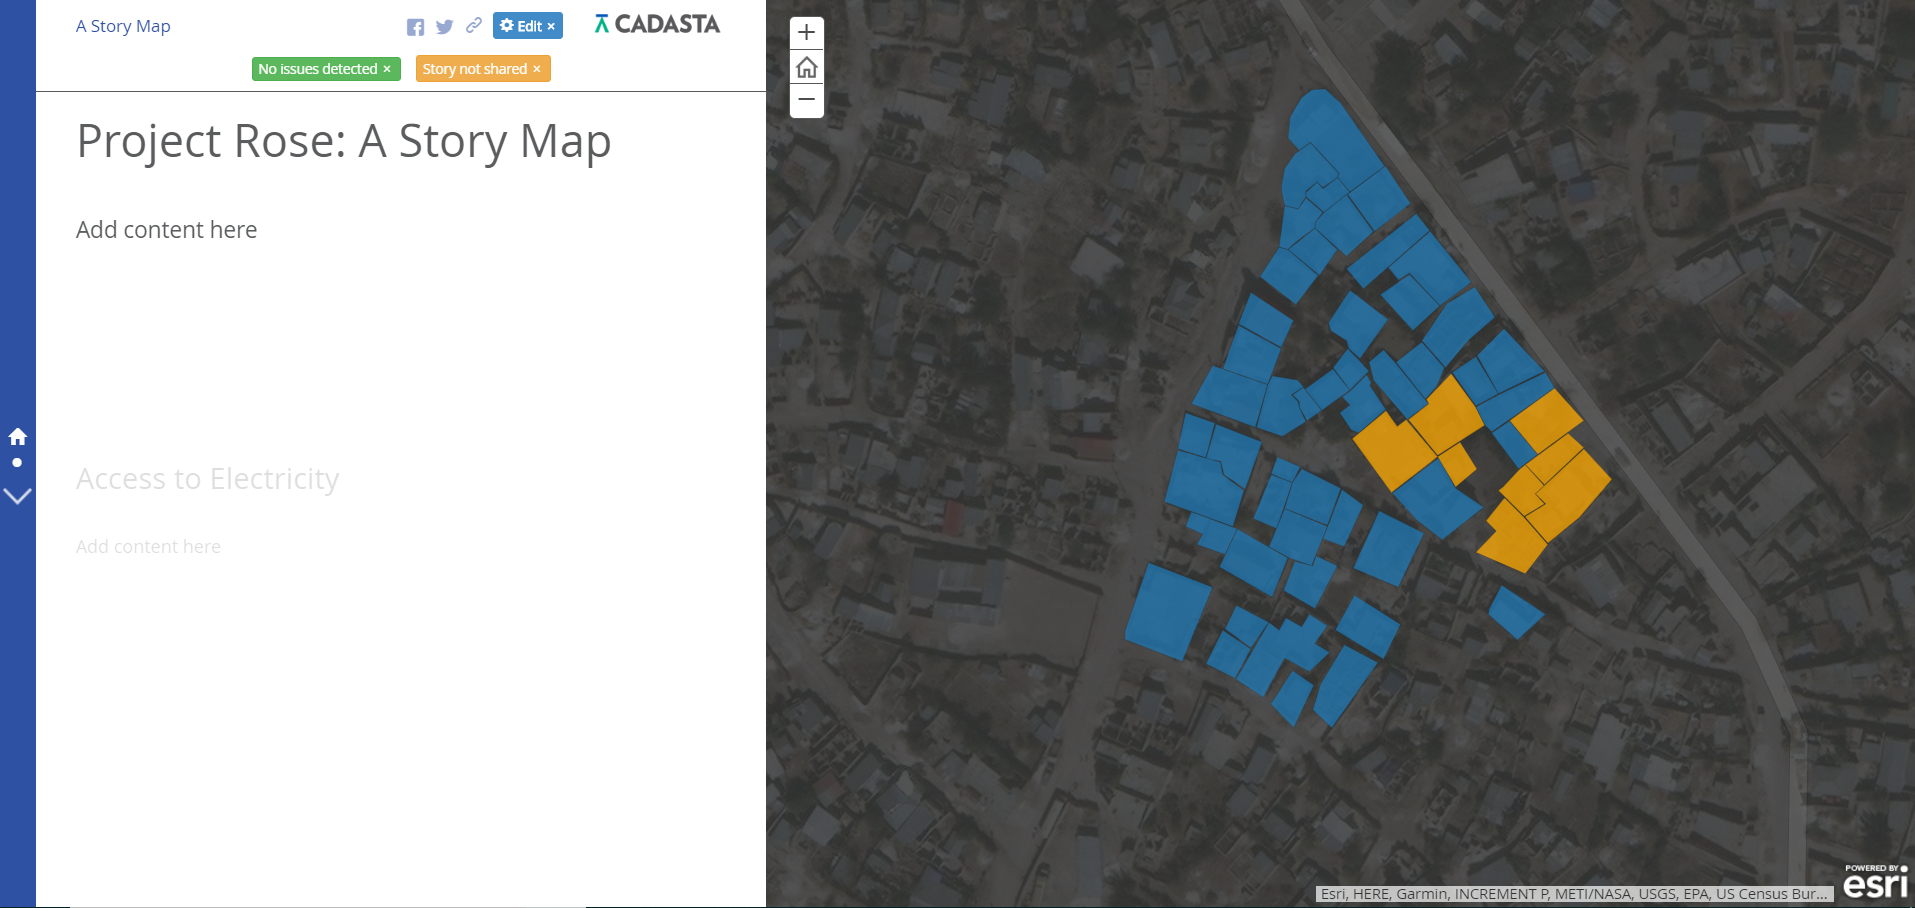 A Story Map
Edit ×
CADASTA
No issues detected ×
Story not shared ×
Project Rose: A Story Map
Add content here
Access to Electricity
Add content here
Esri, HERE, Garmin, INCREMENT P, METI/NASA, USGS, EPA, US Census Bur...
POWERED BY
esri